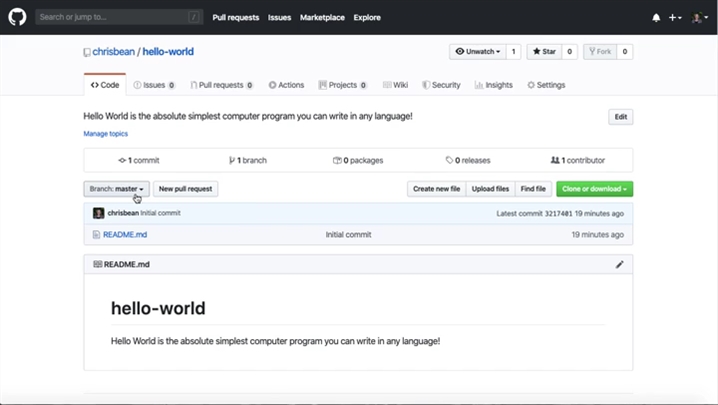 Search or jump to... / Pull requests Issues Marketplace Explore
chrisbean / hello-world Unwatch 1 Star 0 Fork 0
Code Issues 0 Pull requests 0 Actions Projects 0 Wiki Security Insights Settings
Hello World is the absolute simplest computer program you can write in any language! Edit
Manage topics
1 commit 1 branch 0 packages 0 releases 1 contributor
Branch: master New pull request Create new file Upload files Find file Clone or download
chrisbean Initial commit Latest commit 3217401 19 minutes ago
README.md Initial commit 19 minutes ago
README.md
hello-world
Hello World is the absolute simplest computer program you can write in any language!